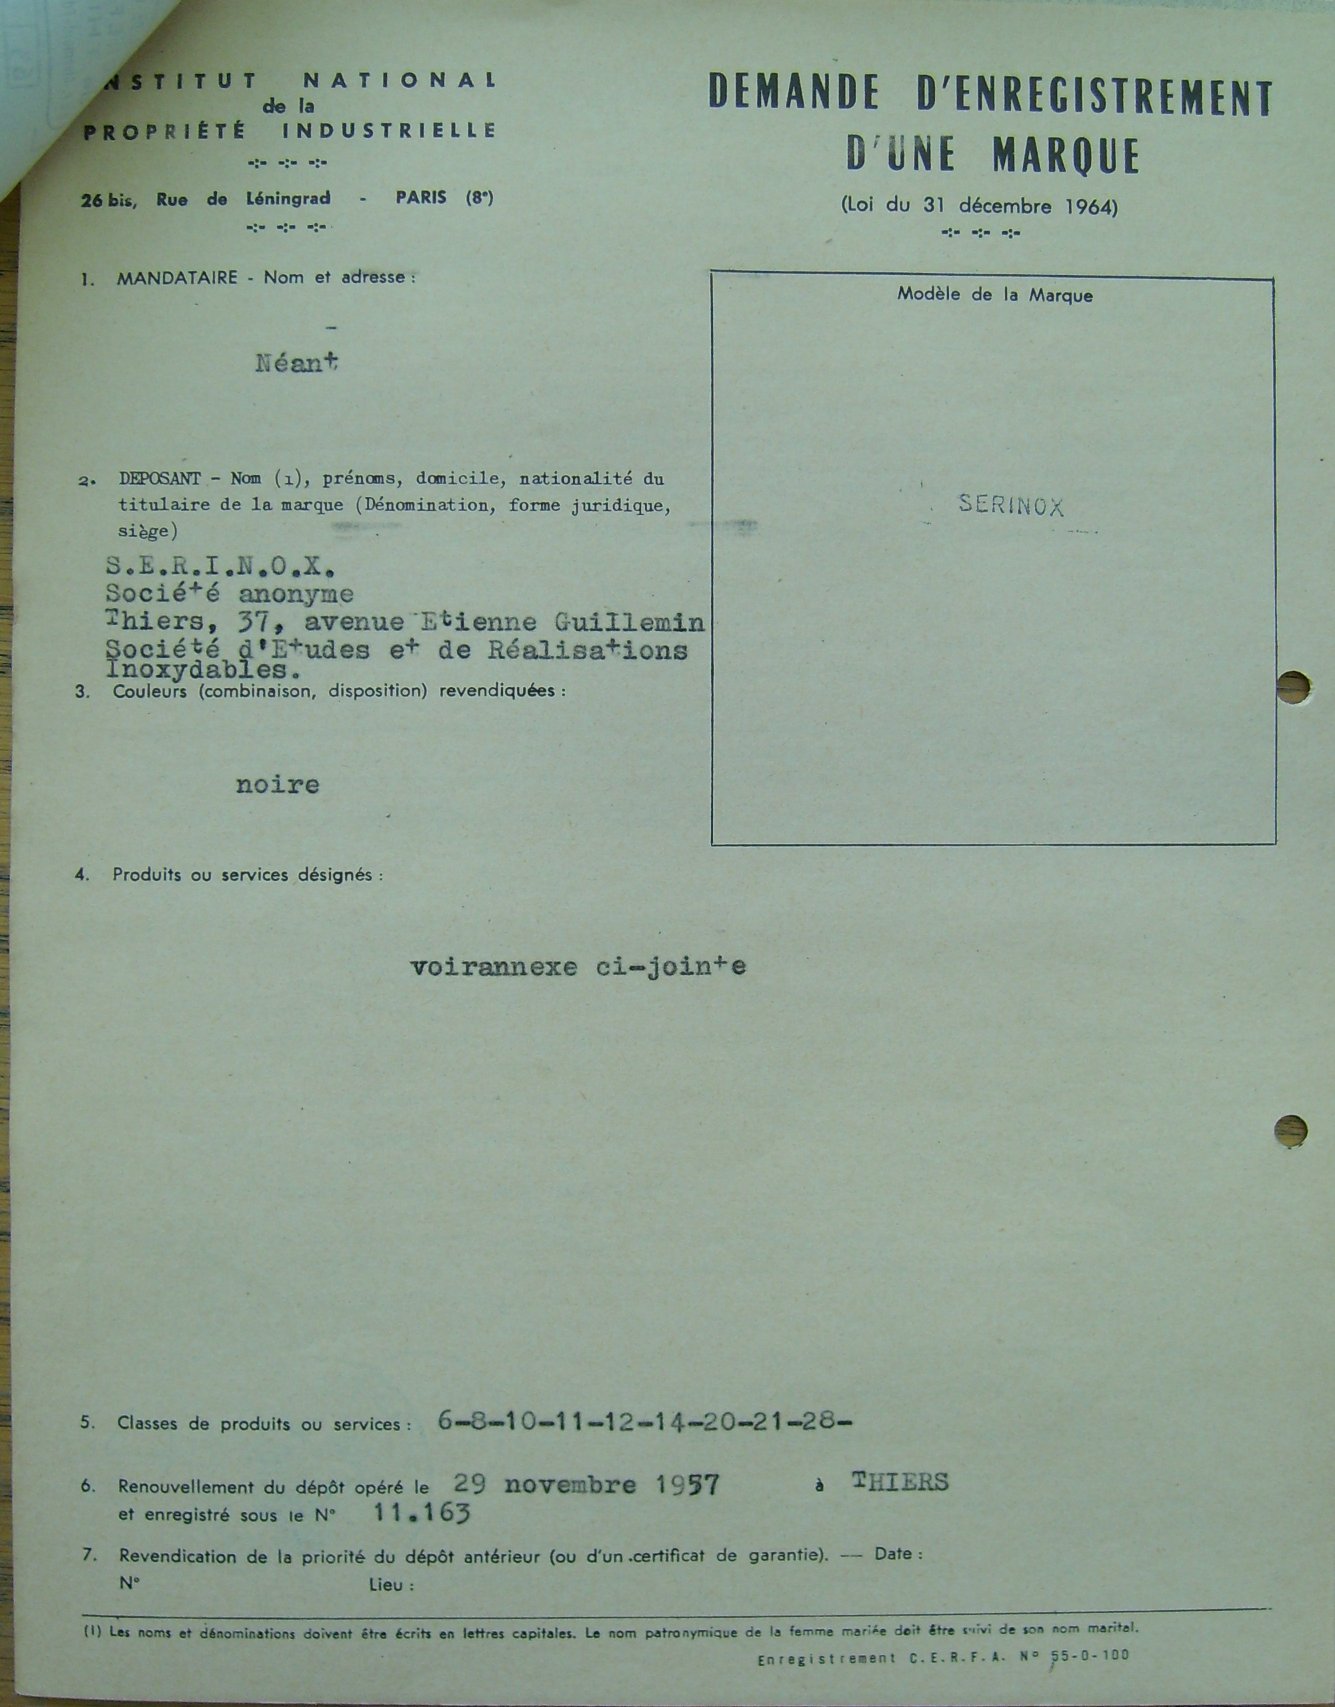 INSTITUT NATIONAL
de la
PROPRIÉTÉ INDUSTRIELLE
-:- -:- -:-
26 bis, Rue de Léningrad - PARIS (8e)
-:- -:- -:-
DEMANDE D'ENREGISTREMENT
D'UNE MARQUE
(Loi du 31 décembre 1964)
-:- -:- -:-
1. MANDATAIRE - Nom et adresse :
-
Néant
2. DEPOSANT - Nom (1), prénoms, domicile, nationalité du
titulaire de la marque (Dénomination, forme juridique,
siège)
S.E.R.I.N.O.X.
Société anonyme
Thiers, 37, avenue Etienne Guillemin
Société d'Etudes et de Réalisations
Inoxydables.
Modèle de la Marque
SERINOX
3. Couleurs (combinaison, disposition) revendiquées :
noire
4. Produits ou services désignés :
voirannexe ci-jointe
5. Classes de produits ou services : 6-8-10-11-12-14-20-21-28-
6. Renouvellement du dépôt opéré le 29 novembre 1957 à THIERS
et enregistré sous le N° 11.163
7. Revendication de la priorité du dépôt antérieur (ou d'un certificat de garantie). — Date :
N° Lieu :
(1) Les noms et dénominations doivent être écrits en lettres capitales. Le nom patronymique de la femme mariée doit être suivi de son nom marital.
Enregistrement C.E.R.F.A. N° 55-0-100